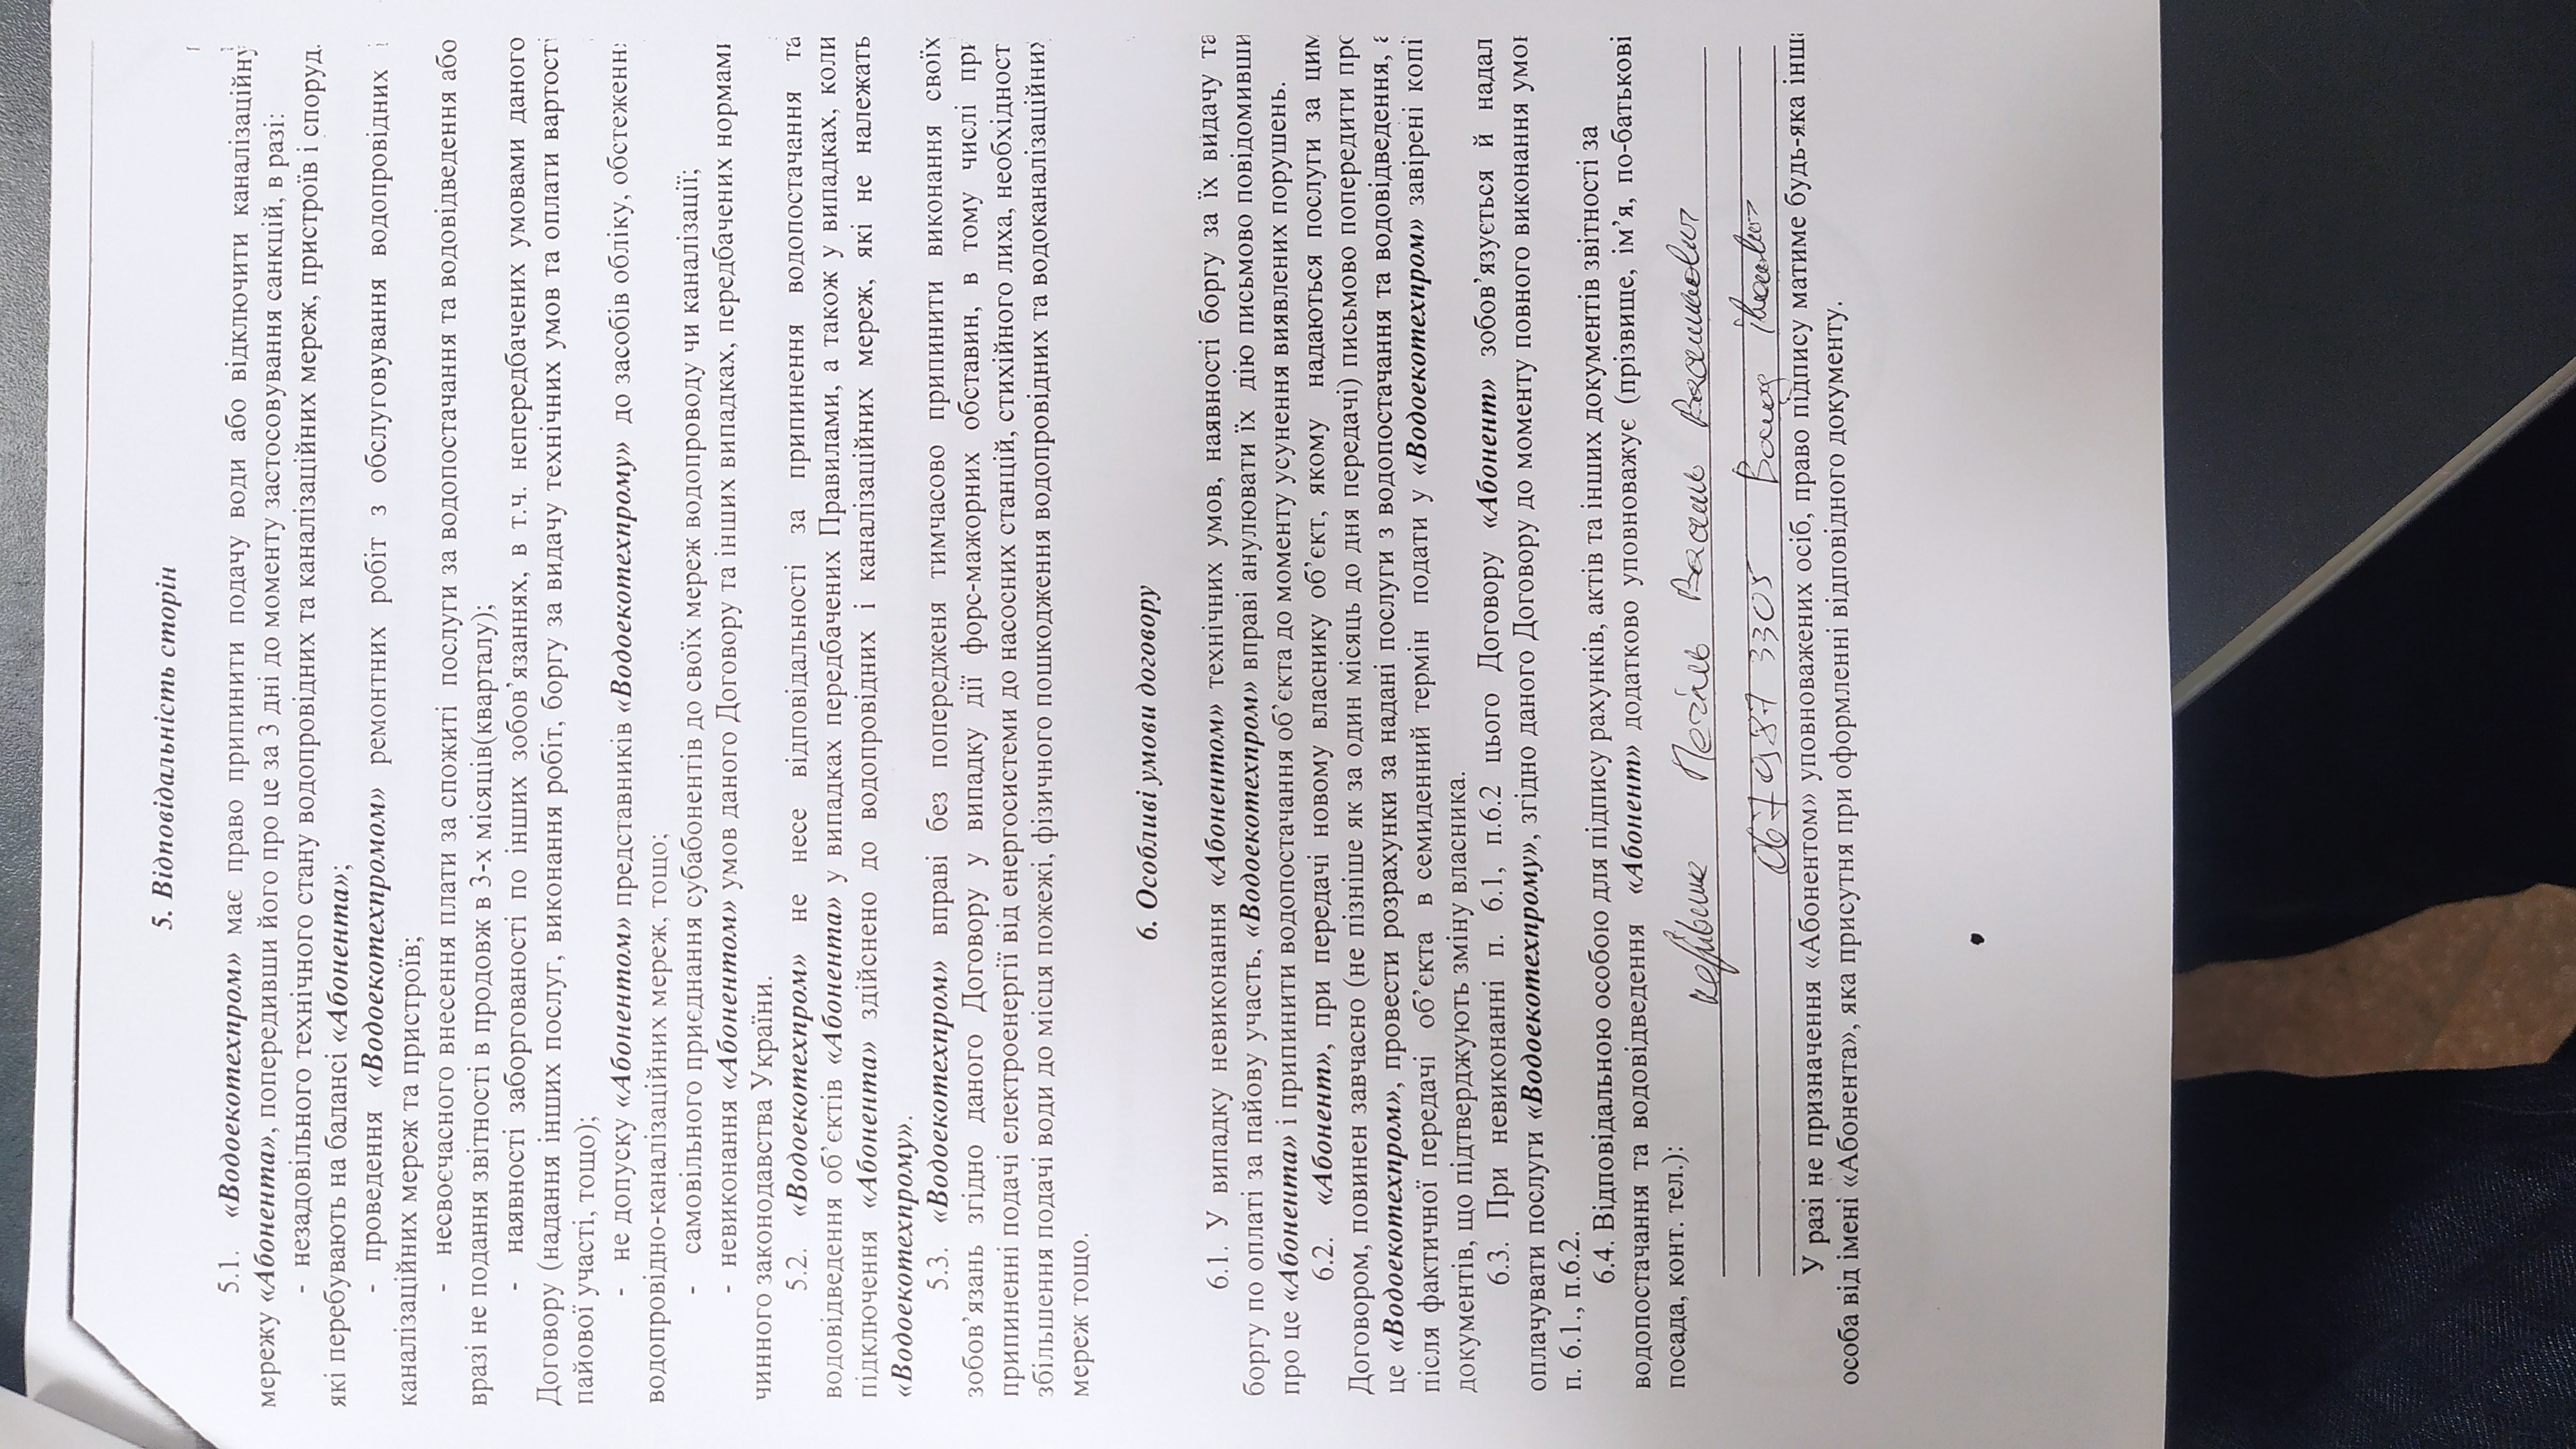 5. Відповідальність сторін
5.1. «Водоекотехпром» має право припинити подачу води або відключити каналізаційну
мережу «Абонента», попередивши його про це за 3 дні до моменту застосовування санкцій, в разі:
- незадовільного технічного стану водопровідних та каналізаційних мереж, пристроїв і споруд.
які перебувають на балансі «Абонента»;
- проведення «Водоекотехпромом» ремонтних робіт з обслуговування водопровідних і
каналізаційних мереж та пристроїв;
- несвоєчасного внесення плати за спожиті послуги за водопостачання та водовідведення або
вразі не подання звітності в продовж в 3-х місяців(кварталу);
- наявності заборгованості по інших зобов’язаннях, в т.ч. непередбачених умовами даного
Договору (надання інших послуг, виконання робіт, боргу за видачу технічних умов та оплати вартості
пайової участі, тощо);
- не допуску «Абонентом» представників «Водоекотехпрому» до засобів обліку, обстежен
водопровідно-каналізаційних мереж, тощо;
- самовільного приєднання субабонентів до своїх мереж водопроводу чи каналізації;
- невиконання «Абонентом» умов даного Договору та інших випадках, передбачених нормами
чинного законодавства України.
5.2. «Водоекотехпром» не несе відповідальності за припинення водопостачання та
водовідведення об’єктів «Абонента» у випадках передбачених Правилами, а також у випадках, коли
підключення «Абонента» здійснено до водопровідних і каналізаційних мереж, які не належать
«Водоекотехпрому».
5.3. «Водоекотехпром» вправі без попередженя тимчасово припинити виконання своїх
зобов’язань згідно даного Договору у випадку дії форс-мажорних обставин, в тому числі при
припиненні подачі електроенергії від енергосистеми до насосних станцій, стихійного лиха, необхідност
збільшення подачі води до місця пожежі, фізичного пошкодження водопровідних та водоканалізаційних
мереж тощо.
6. Особливі умови договору
6.1. У випадку невиконання «Абонентом» технічних умов, наявності боргу за їх видачу та
боргу по оплаті за пайову участь, «Водоекотехпром» вправі анулювати їх дію письмово повідомивши
про це «Абонента» і припинити водопостачання об’єкта до моменту усунення виявлених порушень.
6.2. «Абонент», при передачі новому власнику об’єкт, якому надаються послуги за цим
Договором, повинен завчасно (не пізніше як за один місяць до дня передачі) письмово попередити про
це «Водоекотехпром», провести розрахунки за надані послуги з водопостачання та водовідведення, а
після фактичної передачі об’єкта в семиденний термін подати у «Водоекотехпром» завірені копі
документів, що підтверджують зміну власника.
6.3. При невиконанні п. 6.1, п.6.2 цього Договору «Абонент» зобов’язується й надал
оплачувати послуги «Водоекотехпрому», згідно даного Договору до моменту повного виконання умов
п. 6.1., п.6.2.
6.4. Відповідальною особою для підпису рахунків, актів та інших документів звітності за
водопостачання та водовідведення «Абонент» додатково уповноважує (прізвище, ім’я, по-батькові
посада, конт. тел.):
Василь Васильович
067 987 3305 Іванович
У разі не призначення «Абонентом» уповноважених осіб, право підпису матиме будь-яка інша
особа від імені «Абонента», яка присутня при оформленні відповідного документу.